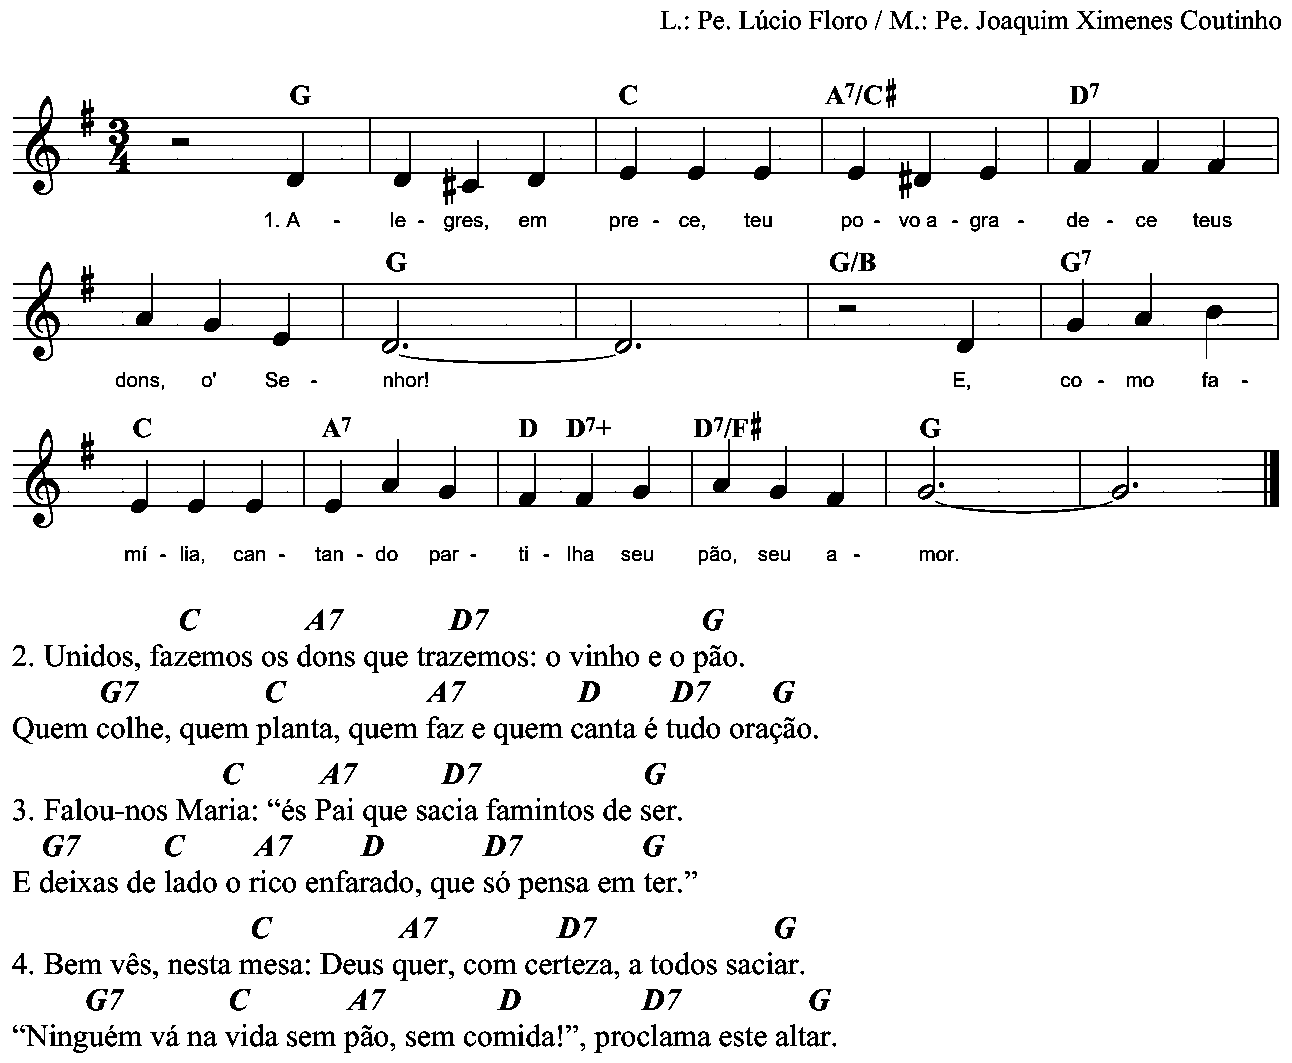 L.: Pe. Lúcio Floro / M.: Pe. Joaquim Ximenes Coutinho
G C A7/C♯ D7
3
4
1. A - le - gres, em pre - ce, teu po - vo a - gra - de - ce teus
G G/B G7
dons, o' Se - nhor! E, co - mo fa -
C A7 D D7+ D7/F♯ G
mí - lia, can - tan - do par - ti - lha seu pão, seu a - mor.
C A7 D7 G
2. Unidos, fazemos os dons que trazemos: o vinho e o pão.
G7 C A7 D D7 G
Quem colhe, quem planta, quem faz e quem canta é tudo oração.
C A7 D7 G
3. Falou-nos Maria: “és Pai que sacia famintos de ser.
G7 C A7 D D7 G
E deixas de lado o rico enfarado, que só pensa em ter.”
C A7 D7 G
4. Bem vês, nesta mesa: Deus quer, com certeza, a todos saciar.
G7 C A7 D D7 G
“Ninguém vá na vida sem pão, sem comida!”, proclama este altar.